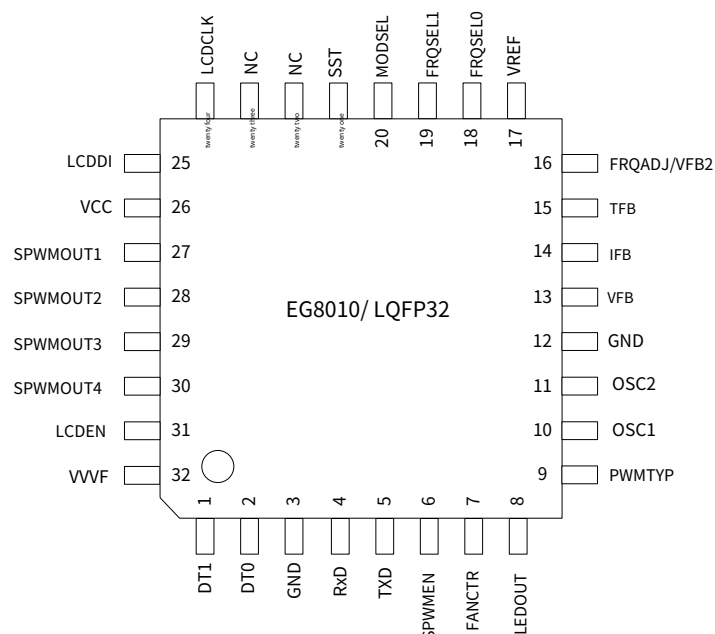 LCDCLK
NC
NC
SST
MODSEL
FRQSEL1
FRQSEL0
VREF
twenty four
twenty three
twenty two
twenty one
20
19
18
17
LCDDI
25
16
FRQADJ/VFB2
VCC
26
15
TFB
SPWMOUT1
27
14
IFB
SPWMOUT2
28
13
VFB
EG8010/ LQFP32
SPWMOUT3
29
12
GND
SPWMOUT4
30
11
OSC2
LCDEN
31
10
OSC1
VVVF
32
9
PWMTYP
1
2
3
4
5
6
7
8
DT1
DT0
GND
RxD
TXD
SPWMEN
FANCTR
LEDOUT